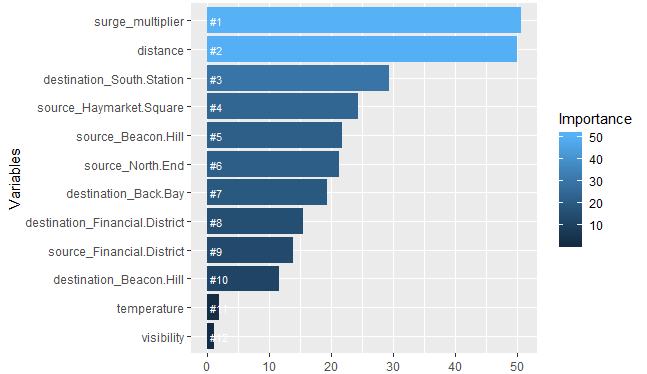 surge_multiplier #1
distance #2
destination_South.Station #3
source_Haymarket.Square #4
source_Beacon.Hill #5
source_North.End #6
destination_Back.Bay #7
destination_Financial.District #8
source_Financial.District #9
destination_Beacon.Hill #10
temperature #11
visibility #12
0 10 20 30 40 50
Variables
Importance
50
40
30
20
10